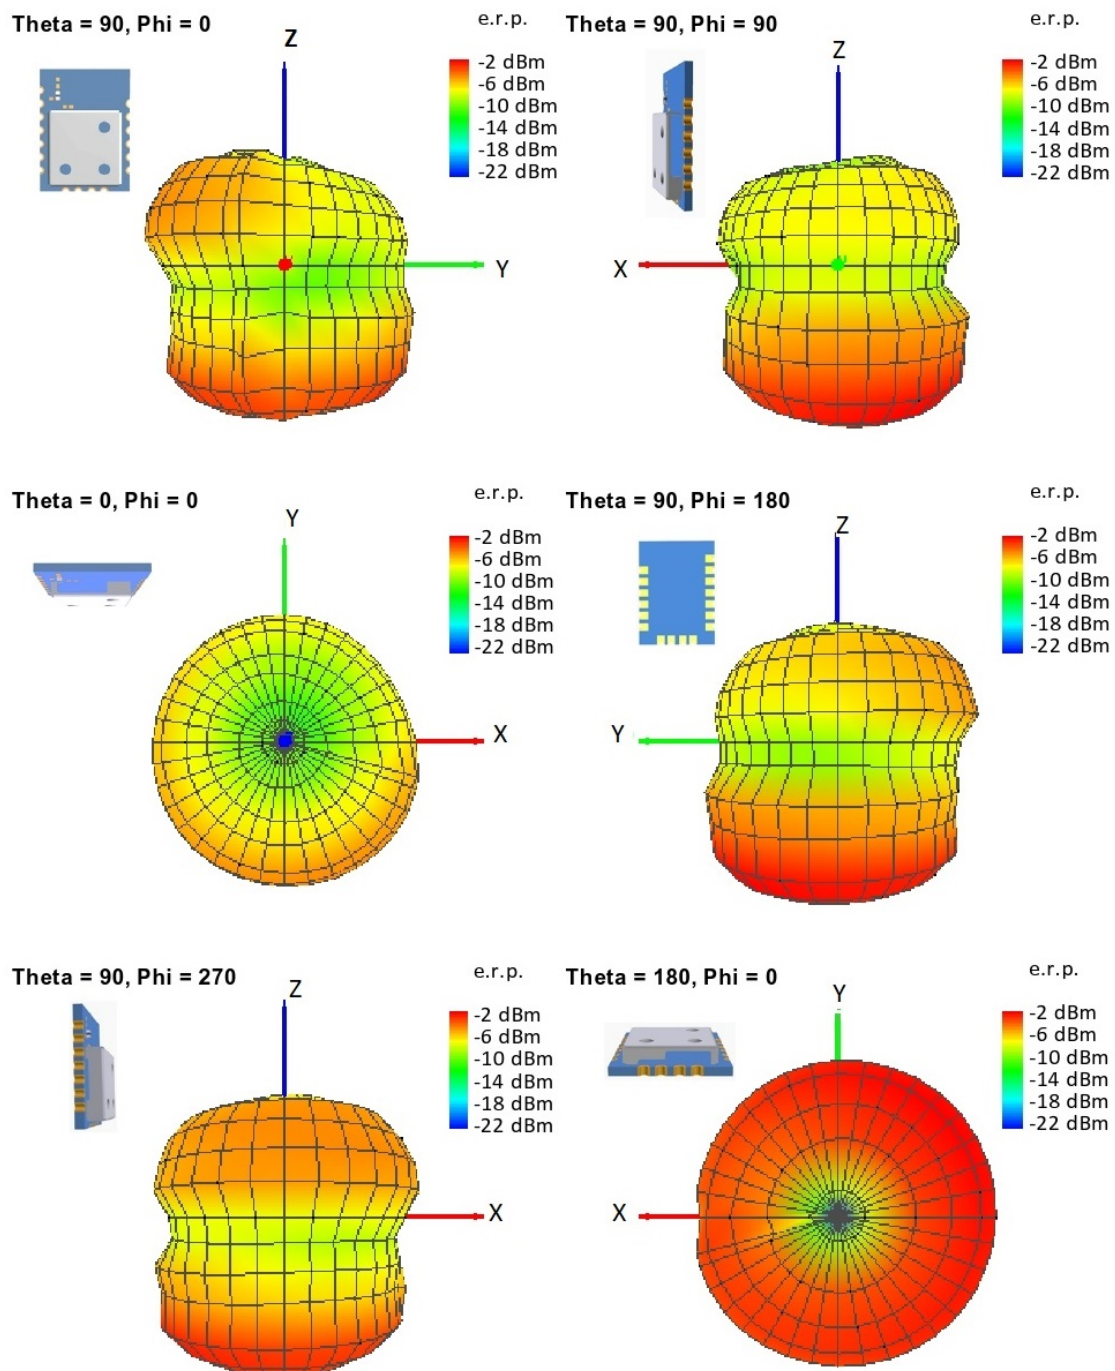 Theta = 90, Phi = 0
e.r.p.
Z
-2 dBm
-6 dBm
-10 dBm
-14 dBm
-18 dBm
-22 dBm
Y
Theta = 90, Phi = 90
e.r.p.
Z
-2 dBm
-6 dBm
-10 dBm
-14 dBm
-18 dBm
-22 dBm
X
Theta = 0, Phi = 0
e.r.p.
Y
-2 dBm
-6 dBm
-10 dBm
-14 dBm
-18 dBm
-22 dBm
X
Theta = 90, Phi = 180
e.r.p.
Z
-2 dBm
-6 dBm
-10 dBm
-14 dBm
-18 dBm
-22 dBm
Y
Theta = 90, Phi = 270
e.r.p.
Z
-2 dBm
-6 dBm
-10 dBm
-14 dBm
-18 dBm
-22 dBm
X
Theta = 180, Phi = 0
e.r.p.
Y
-2 dBm
-6 dBm
-10 dBm
-14 dBm
-18 dBm
-22 dBm
X